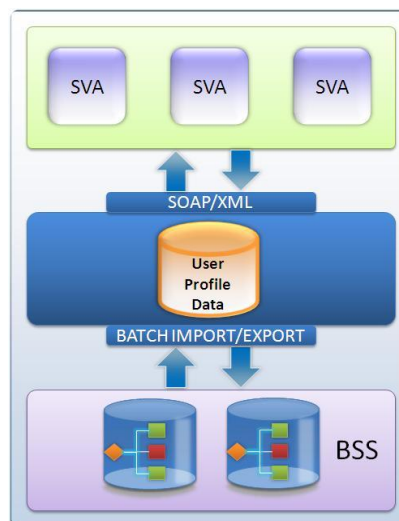 SVA
SVA
SVA
SOAP/XML
User
Profile
Data
BATCH IMPORT/EXPORT
BSS